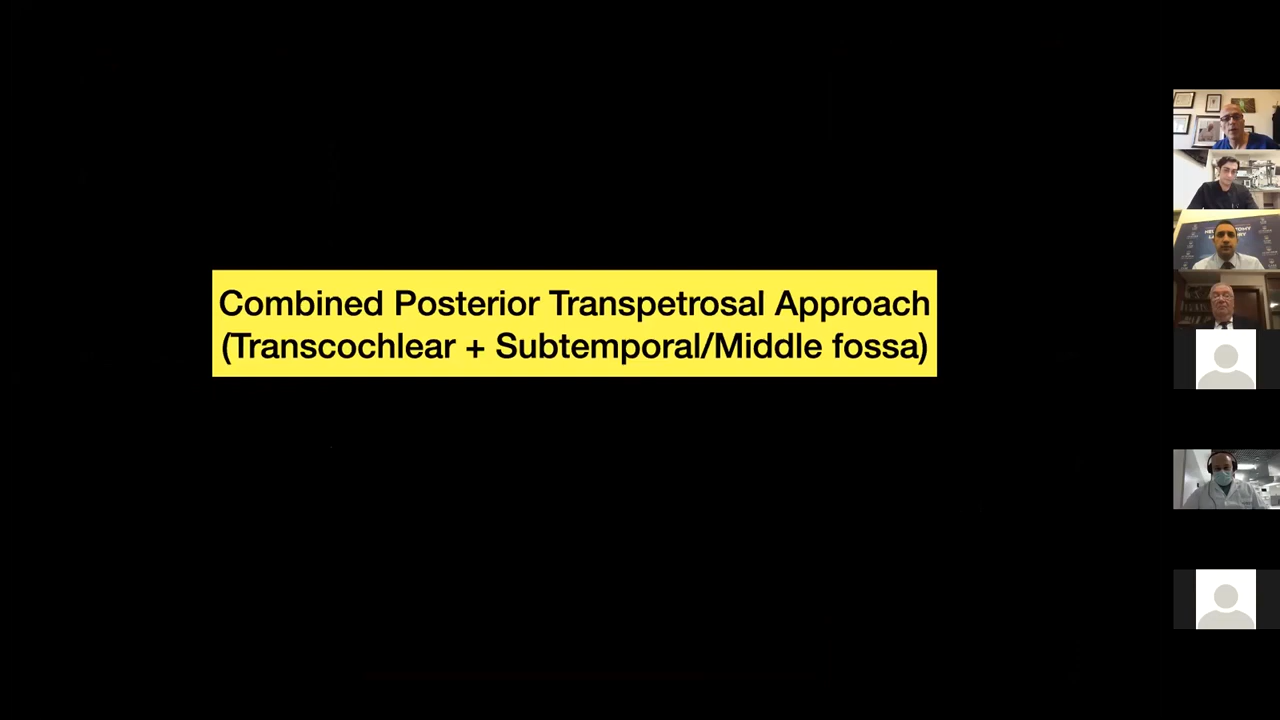 Combined Posterior Transpetrosal Approach
(Transcochlear + Subtemporal/Middle fossa)